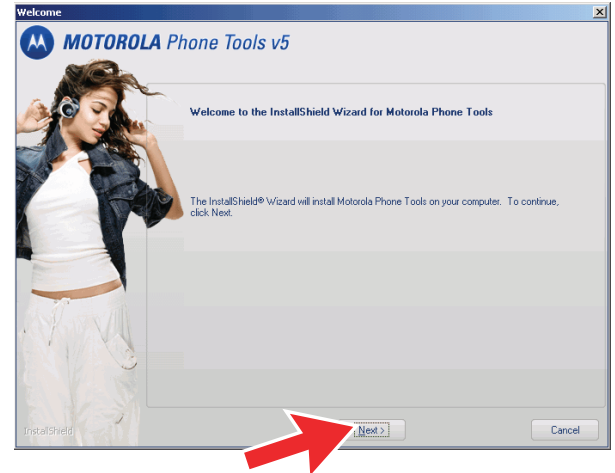 Welcome
MOTOROLA Phone Tools v5
Welcome to the InstallShield Wizard for Motorola Phone Tools
The InstallShield® Wizard will install Motorola Phone Tools on your computer. To continue,
click Next.
InstallShield
Next >
Cancel